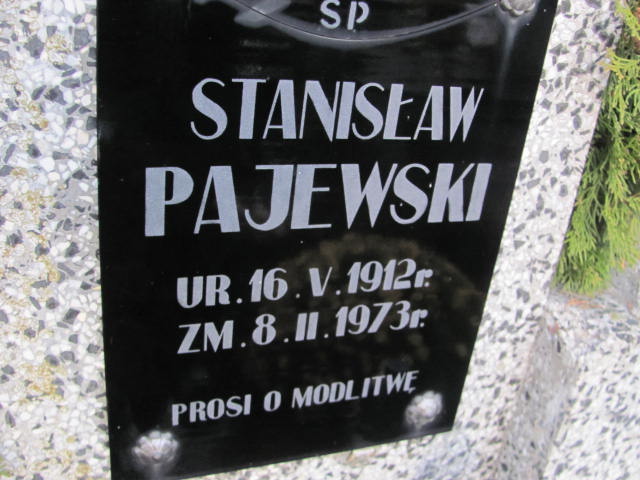 SP
STANISŁAW
PAJEWSKI
UR. 16. V. 1912r.
ZM. 8. II. 1973r.
PROSI O MODLITWĘ